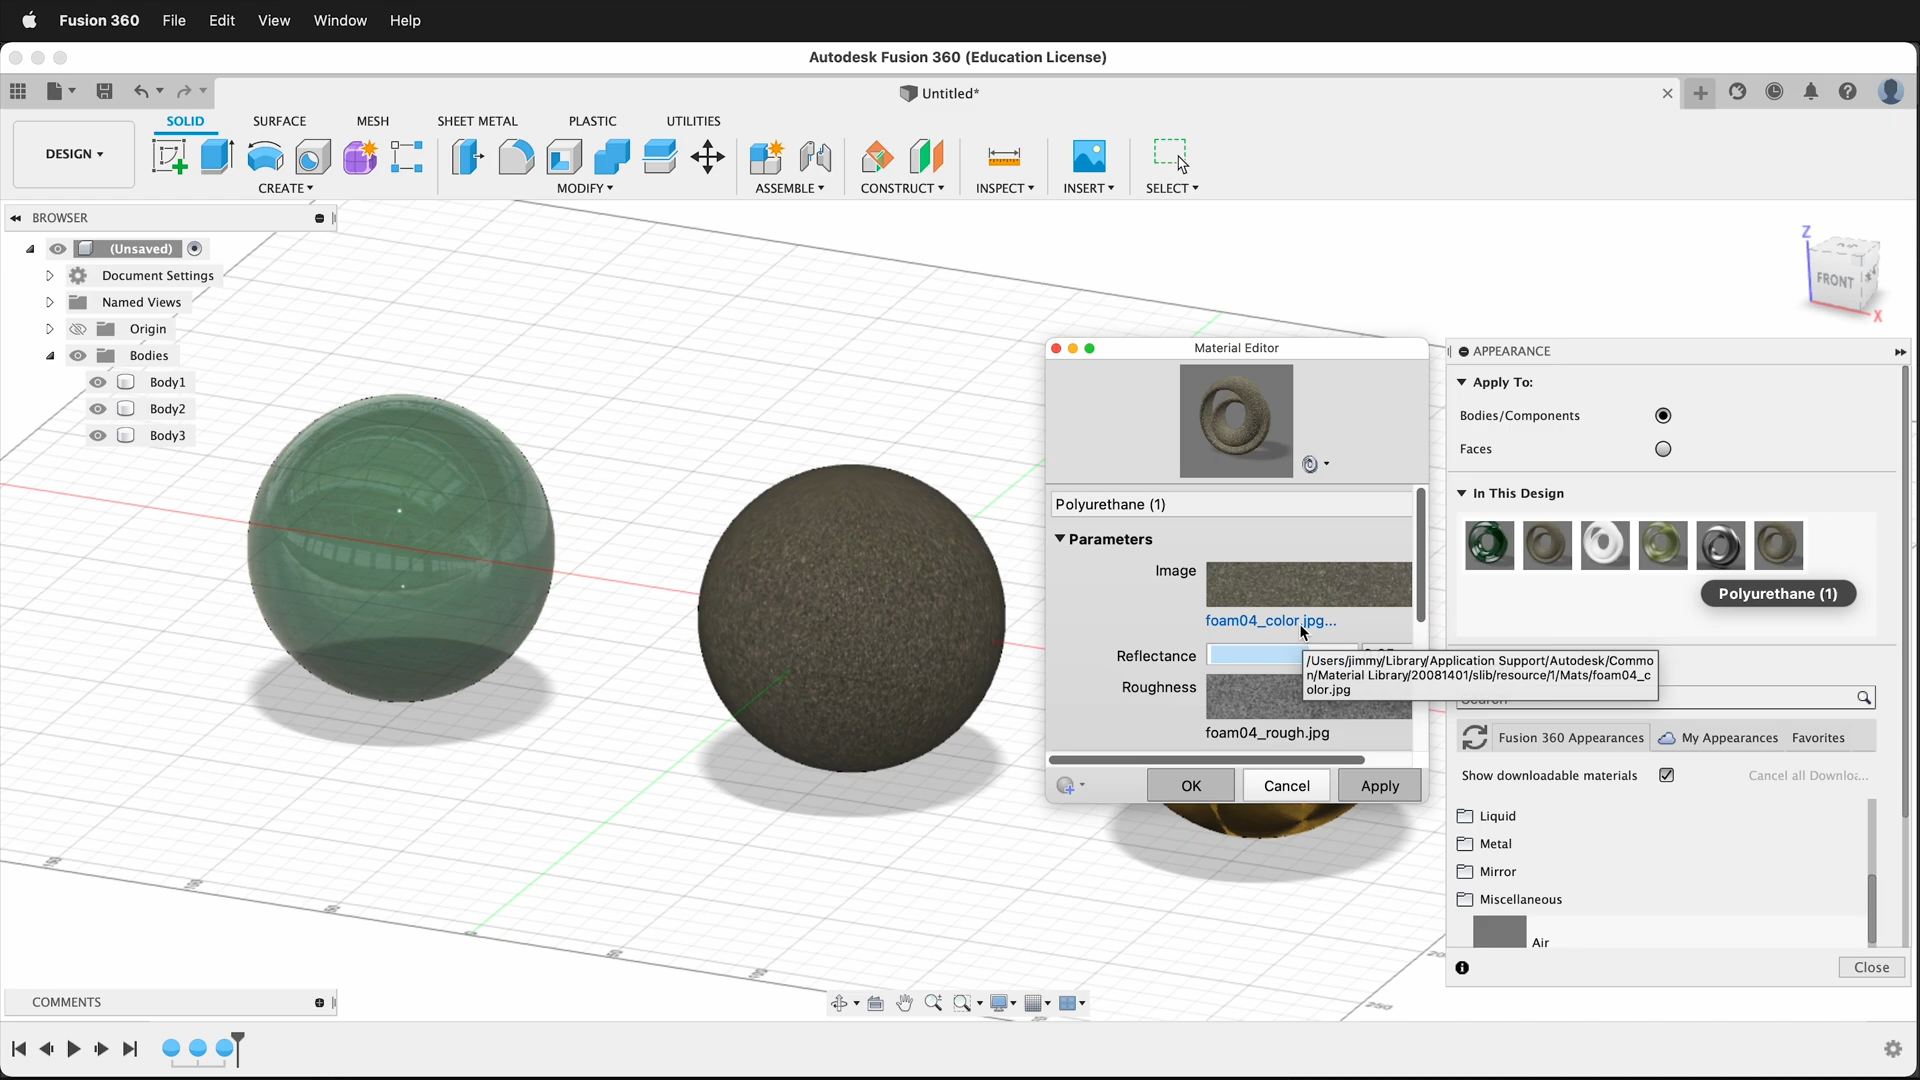 Fusion 360 File Edit View Window Help
Autodesk Fusion 360 (Education License)
Untitled*
SOLID SURFACE MESH SHEET METAL PLASTIC UTILITIES
DESIGN
CREATE MODIFY ASSEMBLE CONSTRUCT INSPECT INSERT SELECT
BROWSER
(Unsaved)
Document Settings
Named Views
Origin
Bodies
Body1
Body2
Body3
Z
FRONT
X
Material Editor
Polyurethane (1)
Parameters
Image
foam04_color.jpg...
Reflectance
Roughness
foam04_rough.jpg
OK Cancel Apply
/Users/jimmy/Library/Application Support/Autodesk/Commo
n/Material Library/20081401/slib/resource/1/Mats/foam04_c
olor.jpg
APPEARANCE
Apply To:
Bodies/Components
Faces
In This Design
Polyurethane (1)
Fusion 360 Appearances My Appearances Favorites
Show downloadable materials Cancel all Downloa...
Liquid
Metal
Mirror
Miscellaneous
Air
Close
COMMENTS
250